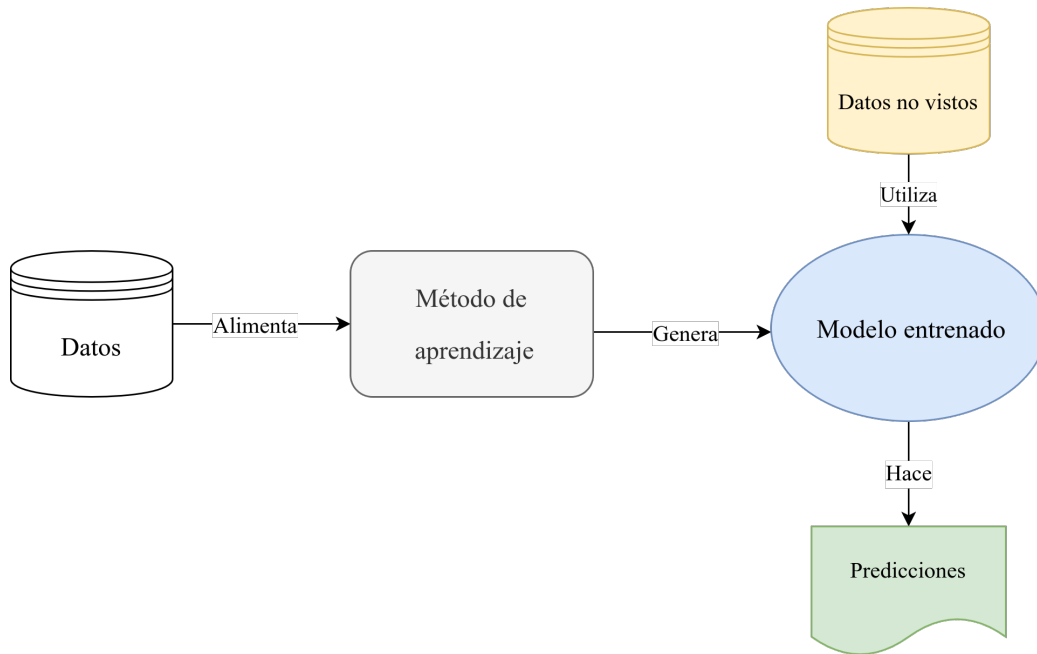 Datos no vistos
Utiliza
Datos
Alimenta
Método de
aprendizaje
Genera
Modelo entrenado
Hace
Predicciones